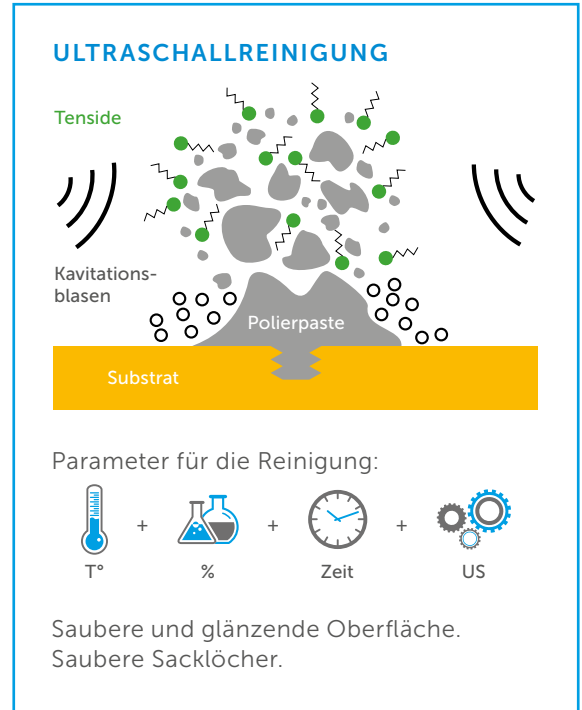 ULTRASCHALLREINIGUNG
Tenside
Kavitations-
blasen
Polierpaste
Substrat
Parameter für die Reinigung:
T° + % + Zeit + US
Saubere und glänzende Oberfläche.
Saubere Sacklöcher.